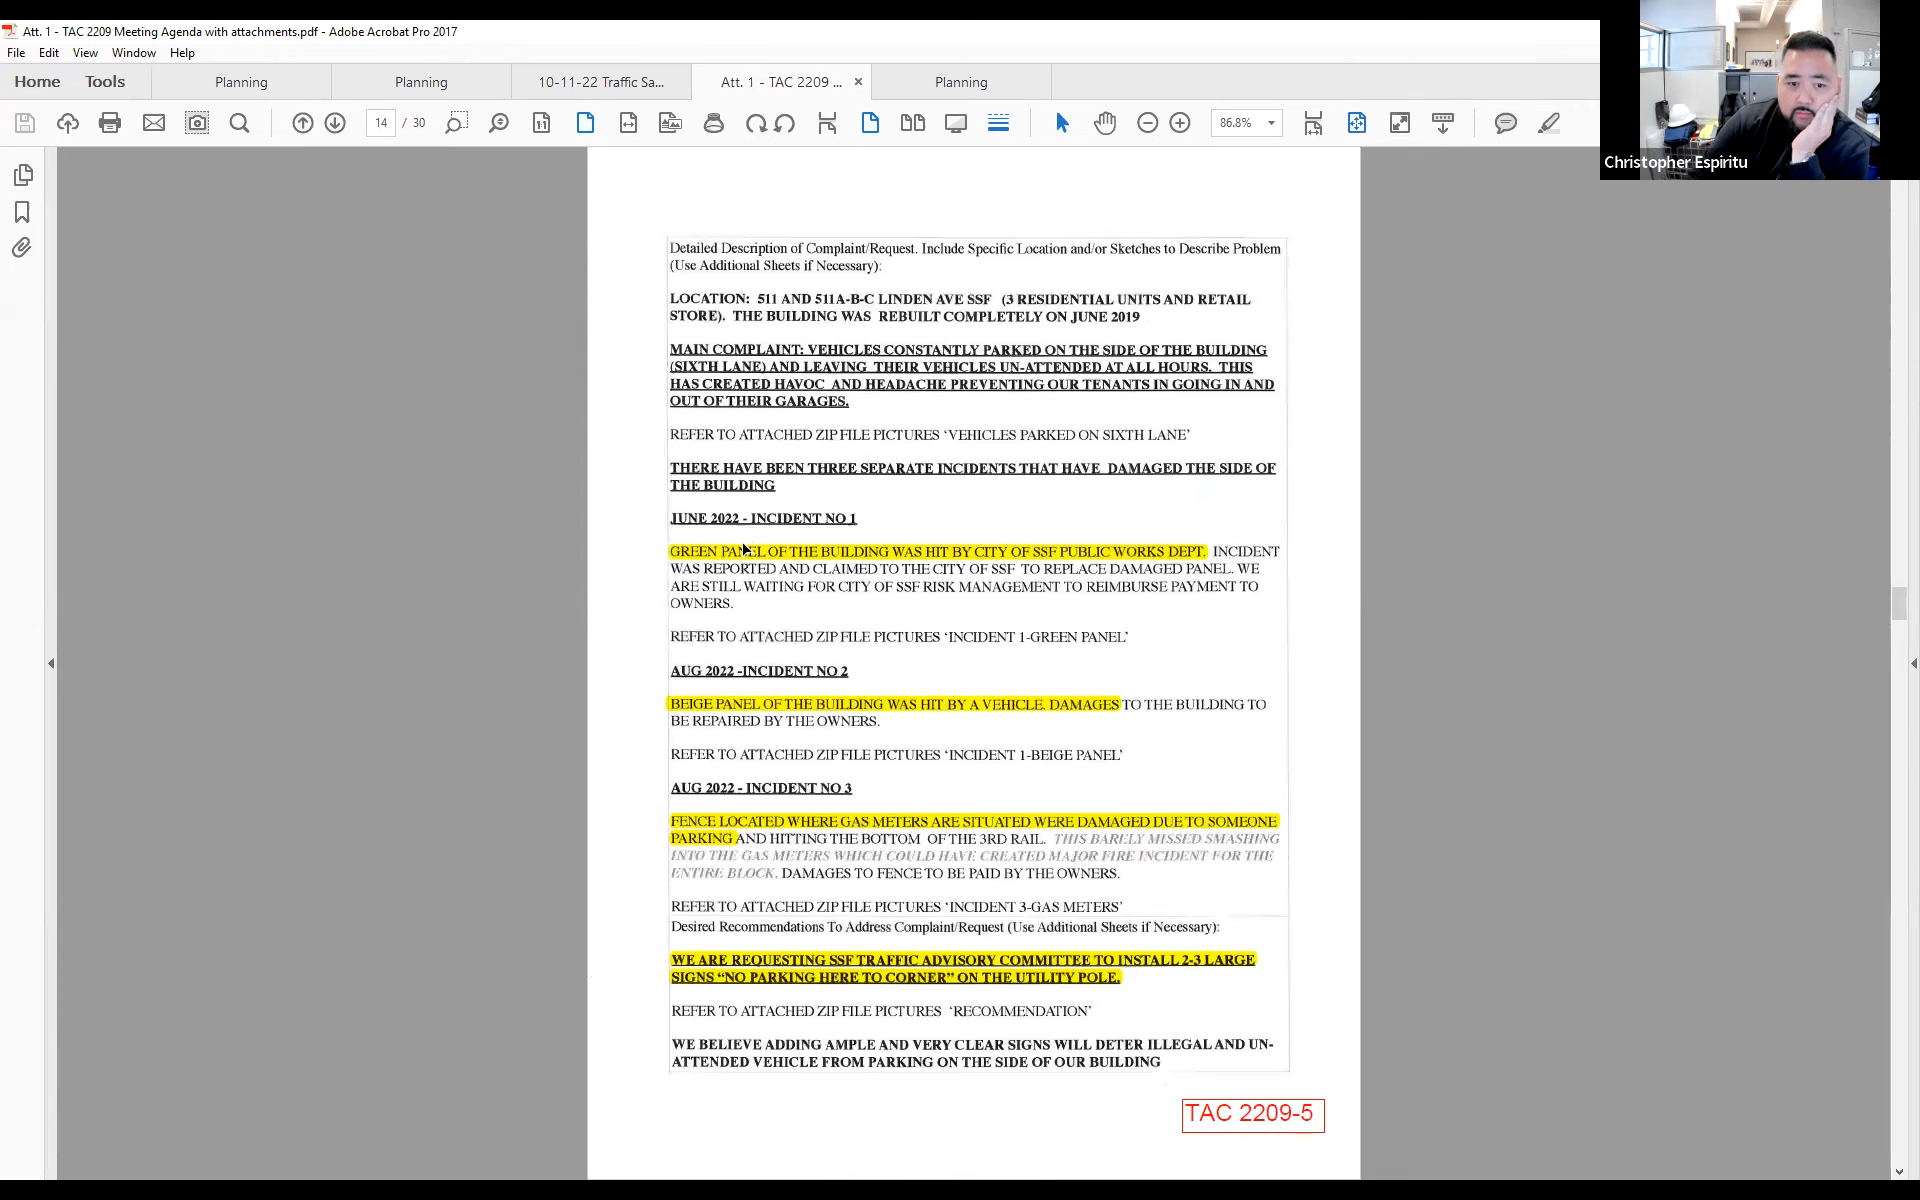 Att. 1 - TAC 2209 Meeting Agenda with attachments.pdf - Adobe Acrobat Pro 2017
File Edit View Window Help
Home Tools Planning Planning 10-11-22 Traffic Sa... Att. 1 - TAC 2209 ... × Planning
14 / 30 86.8%
Christopher Espiritu
Detailed Description of Complaint/Request. Include Specific Location and/or Sketches to Describe Problem
(Use Additional Sheets if Necessary):
LOCATION: 511 AND 511A-B-C LINDEN AVE SSF (3 RESIDENTIAL UNITS AND RETAIL
STORE). THE BUILDING WAS REBUILT COMPLETELY ON JUNE 2019
MAIN COMPLAINT: VEHICLES CONSTANTLY PARKED ON THE SIDE OF THE BUILDING
(SIXTH LANE) AND LEAVING THEIR VEHICLES UN-ATTENDED AT ALL HOURS. THIS
HAS CREATED HAVOC AND HEADACHE PREVENTING OUR TENANTS IN GOING IN AND
OUT OF THEIR GARAGES.
REFER TO ATTACHED ZIP FILE PICTURES ‘VEHICLES PARKED ON SIXTH LANE’
THERE HAVE BEEN THREE SEPARATE INCIDENTS THAT HAVE DAMAGED THE SIDE OF
THE BUILDING
JUNE 2022 - INCIDENT NO 1
GREEN PANEL OF THE BUILDING WAS HIT BY CITY OF SSF PUBLIC WORKS DEPT. INCIDENT
WAS REPORTED AND CLAIMED TO THE CITY OF SSF TO REPLACE DAMAGED PANEL. WE
ARE STILL WAITING FOR CITY OF SSF RISK MANAGEMENT TO REIMBURSE PAYMENT TO
OWNERS.
REFER TO ATTACHED ZIP FILE PICTURES ‘INCIDENT 1-GREEN PANEL’
AUG 2022 -INCIDENT NO 2
BEIGE PANEL OF THE BUILDING WAS HIT BY A VEHICLE. DAMAGES TO THE BUILDING TO
BE REPAIRED BY THE OWNERS.
REFER TO ATTACHED ZIP FILE PICTURES ‘INCIDENT 1-BEIGE PANEL’
AUG 2022 - INCIDENT NO 3
FENCE LOCATED WHERE GAS METERS ARE SITUATED WERE DAMAGED DUE TO SOMEONE
PARKING AND HITTING THE BOTTOM OF THE 3RD RAIL. THIS BARELY MISSED SMASHING
INTO THE GAS METERS WHICH COULD HAVE CREATED MAJOR FIRE INCIDENT FOR THE
ENTIRE BLOCK. DAMAGES TO FENCE TO BE PAID BY THE OWNERS.
REFER TO ATTACHED ZIP FILE PICTURES ‘INCIDENT 3-GAS METERS’
Desired Recommendations To Address Complaint/Request (Use Additional Sheets if Necessary):
WE ARE REQUESTING SSF TRAFFIC ADVISORY COMMITTEE TO INSTALL 2-3 LARGE
SIGNS “NO PARKING HERE TO CORNER” ON THE UTILITY POLE.
REFER TO ATTACHED ZIP FILE PICTURES ‘RECOMMENDATION’
WE BELIEVE ADDING AMPLE AND VERY CLEAR SIGNS WILL DETER ILLEGAL AND UN-
ATTENDED VEHICLE FROM PARKING ON THE SIDE OF OUR BUILDING
TAC 2209-5